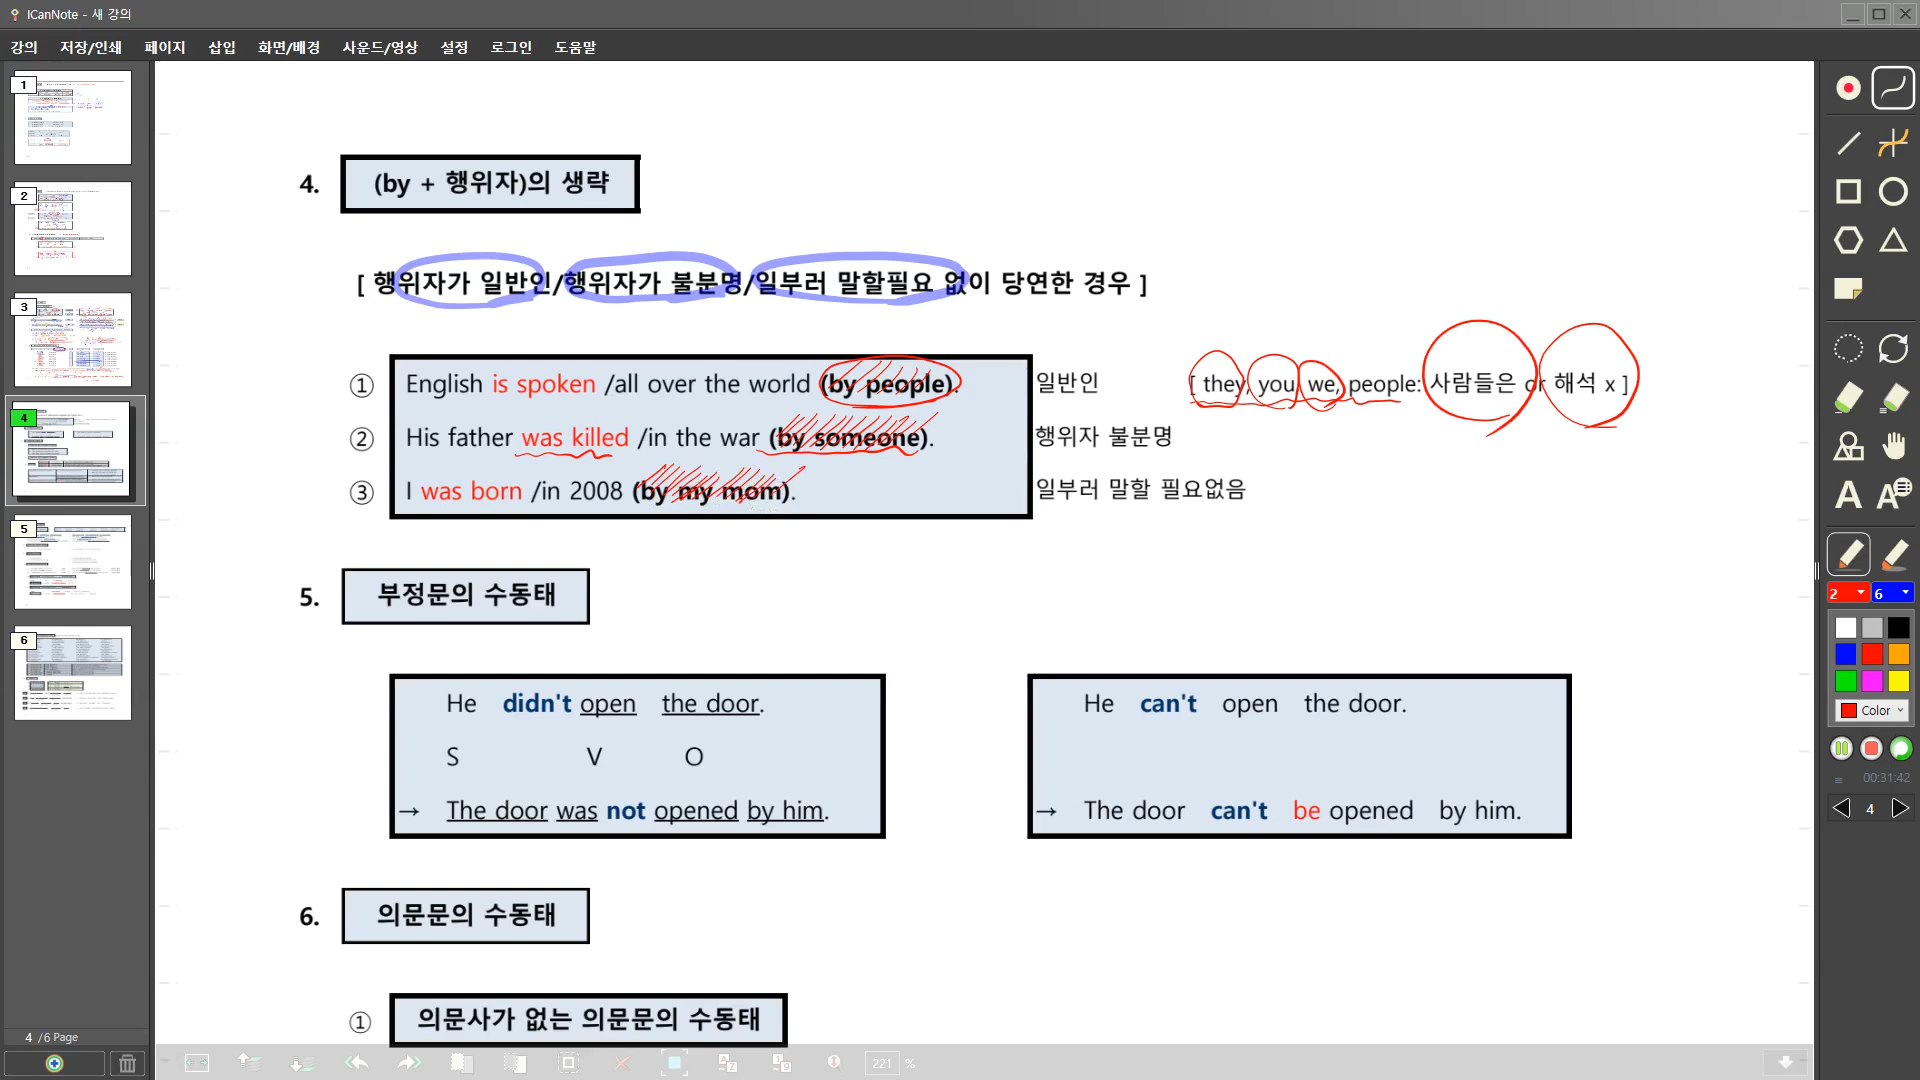 ICanNote - 새 강의
강의 저장/인쇄 페이지 삽입 화면/배경 사운드/영상 설정 로그인 도움말
1
2
3
4
5
6
4 /6 Page
4. (by + 행위자)의 생략
[ 행위자가 일반인/행위자가 불분명/일부러 말할필요 없이 당연한 경우 ]
① English is spoken /all over the world (by people). 일반인 [ they, you, we, people: 사람들은 or 해석 x ]
② His father was killed /in the war (by someone). 행위자 불분명
③ I was born /in 2008 (by my mom). 일부러 말할 필요없음
5. 부정문의 수동태
He didn't open the door.
S V O
→ The door was not opened by him.
He can't open the door.
→ The door can't be opened by him.
6. 의문문의 수동태
① 의문사가 없는 의문문의 수동태
2 6
Color
00:31:42
4
221 %